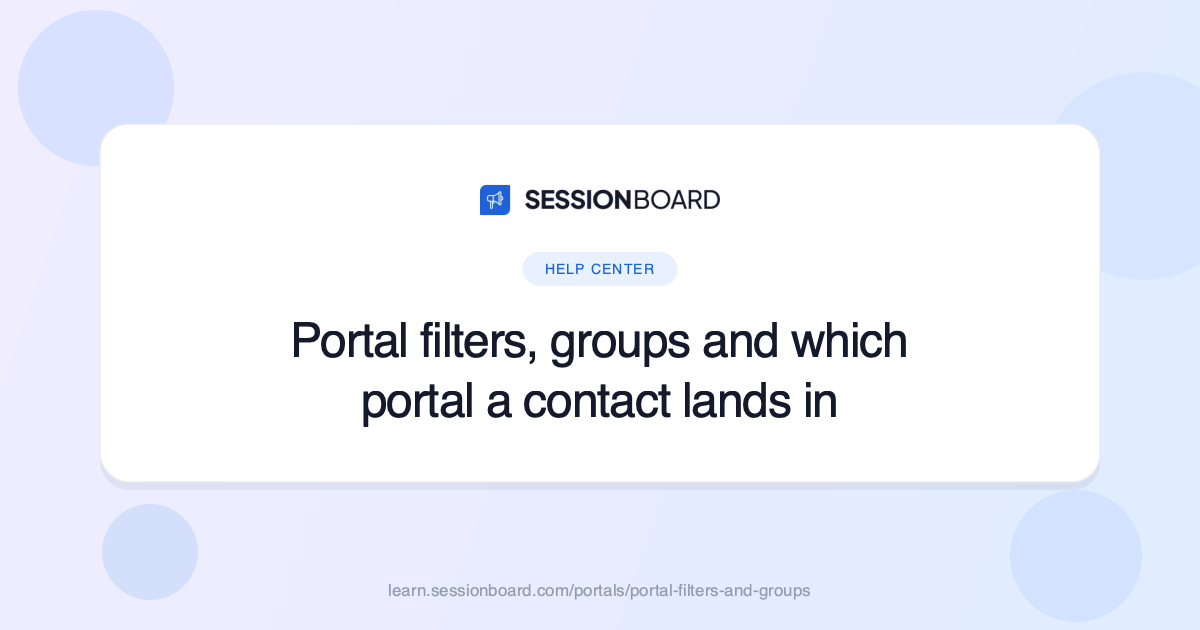 SESSIONBOARD
HELP CENTER
Portal filters, groups and which
portal a contact lands in
learn.sessionboard.com/portals/portal-filters-and-groups